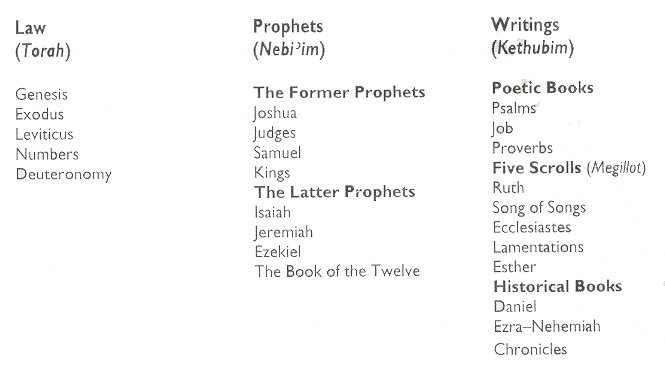 Law
(Torah)
Genesis
Exodus
Leviticus
Numbers
Deuteronomy
Prophets
(Nebiʾim)
The Former Prophets
Joshua
Judges
Samuel
Kings
The Latter Prophets
Isaiah
Jeremiah
Ezekiel
The Book of the Twelve
Writings
(Kethubim)
Poetic Books
Psalms
Job
Proverbs
Five Scrolls (Megillot)
Ruth
Song of Songs
Ecclesiastes
Lamentations
Esther
Historical Books
Daniel
Ezra–Nehemiah
Chronicles